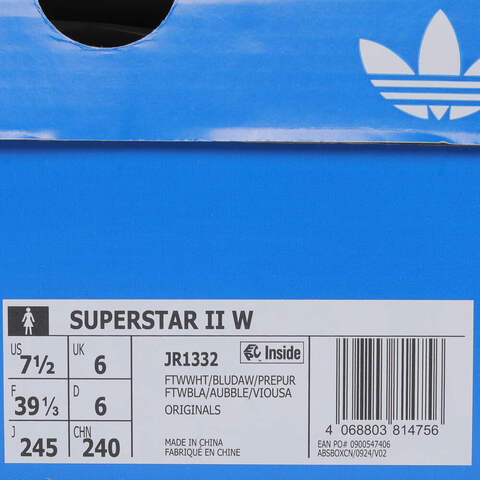 SUPERSTAR II W
US 7½ UK 6
F 39⅓ D 6
J 245 CHN 240
JR1332 Inside
FTWWHT/BLUDAW/PREPUR
FTWBLA/AUBBLE/VIOUSA
ORIGINALS
MADE IN CHINA
FABRIQUÉ EN CHINE
4 068803 814756
EAN PO# 0900547406
ABSBOXCN/0924/V02